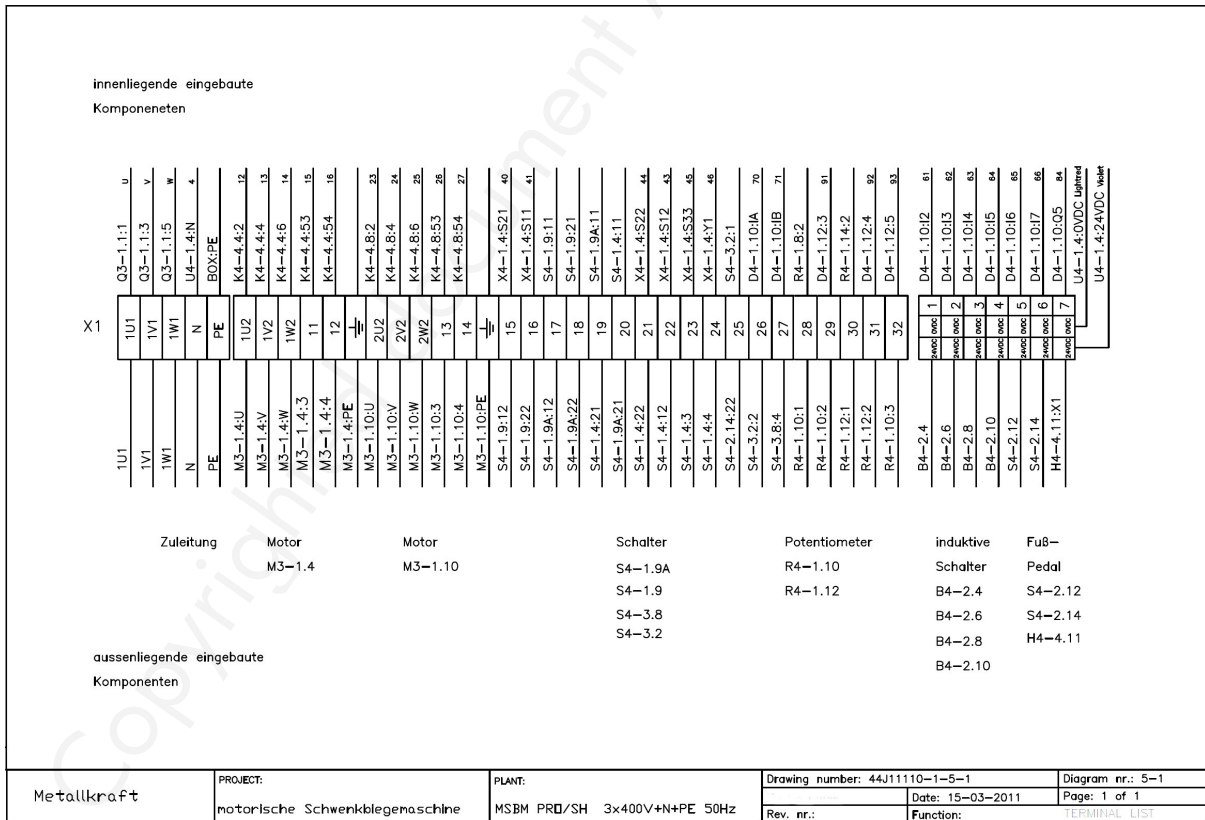 innenliegende eingebaute
Komponeneten
U
V
W
4
12
13
14
15
16
23
24
25
26
27
40
41
44
43
45
46
70
71
91
92
93
61
62
63
64
65
66
84
Q3-1.1:1
Q3-1.1:3
Q3-1.1:5
U4-1.4:N
BOX:PE
K4-4.4:2
K4-4.4:4
K4-4.4:6
K4-4.4:53
K4-4.4:54
K4-4.8:2
K4-4.8:4
K4-4.8:6
K4-4.8:53
K4-4.8:54
X4-1.4:S21
X4-1.4:S11
S4-1.9:11
S4-1.9:21
S4-1.9A:11
S4-1.4:11
X4-1.4:S22
X4-1.4:S12
X4-1.4:S33
X4-1.4:Y1
S4-3.2:1
D4-1.10:IA
D4-1.10:IB
R4-1.8:2
D4-1.12:3
R4-1.14:2
D4-1.12:4
D4-1.12:5
D4-1.10:I2
D4-1.10:I3
D4-1.10:I4
D4-1.10:I5
D4-1.10:I6
D4-1.10:I7
D4-1.10:Q5
U4-1.4:0VDC Lightred
U4-1.4:24VDC Violet
X1
1U1
1V1
1W1
N
PE
1U2
1V2
1W2
11
12
2U2
2V2
2W2
13
14
15
16
17
18
19
20
21
22
23
24
25
26
27
28
29
30
31
32
1
2
3
4
5
6
7
0VDC
0VDC
0VDC
0VDC
0VDC
0VDC
0VDC
24VDC
24VDC
24VDC
24VDC
24VDC
24VDC
24VDC
1U1
1V1
1W1
N
PE
M3-1.4:U
M3-1.4:V
M3-1.4:W
M3-1.4:3
M3-1.4:4
M3-1.4:PE
M3-1.10:U
M3-1.10:V
M3-1.10:W
M3-1.10:3
M3-1.10:4
M3-1.10:PE
S4-1.9:12
S4-1.9:22
S4-1.9A:12
S4-1.9A:22
S4-1.4:21
S4-1.9A:21
X4-1.4:22
S4-1.4:12
S4-1.4:3
S4-1.4:4
S4-2.14:22
S4-3.2:2
S4-3.8:4
R4-1.10:1
R4-1.10:2
R4-1.12:1
R4-1.12:2
R4-1.10:3
B4-2.4
B4-2.6
B4-2.8
B4-2.10
S4-2.12
S4-2.14
H4-4.11:X1
Zuleitung
Motor
M3-1.4
Motor
M3-1.10
Schalter
S4-1.9A
S4-1.9
S4-3.8
S4-3.2
Potentiometer
R4-1.10
R4-1.12
induktive
Schalter
B4-2.4
B4-2.6
B4-2.8
B4-2.10
Fuß-
Pedal
S4-2.12
S4-2.14
H4-4.11
aussenliegende eingebaute
Komponenten
Copyrighted document
Metallkraft
PROJECT:
motorische Schwenkbiegemaschine
PLANT:
MSBM PRO/SH 3x400V+N+PE 50Hz
Drawing number: 44J11110-1-5-1
Diagram nr.: 5-1
Date: 15-03-2011
Page: 1 of 1
Rev. nr.:
Function:
TERMINAL LIST